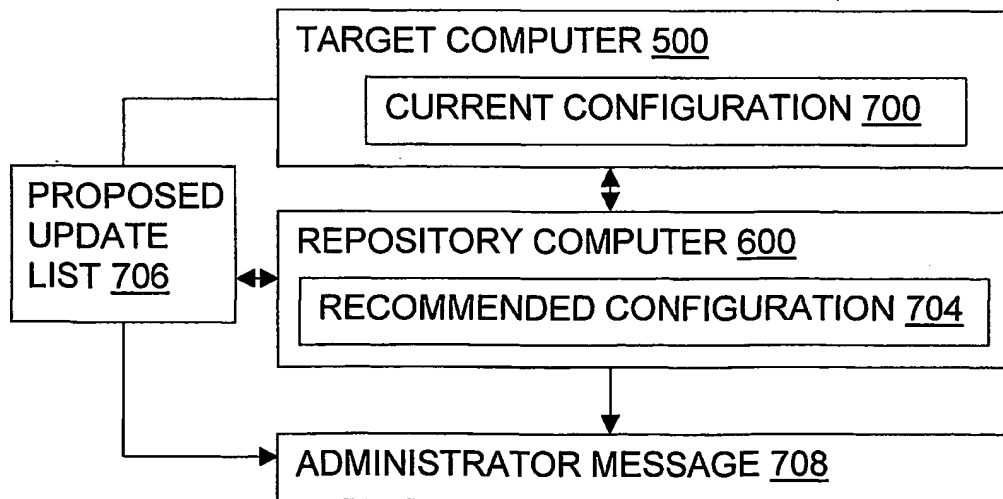 TARGET COMPUTER 500
CURRENT CONFIGURATION 700
PROPOSED
UPDATE
LIST 706
REPOSITORY COMPUTER 600
RECOMMENDED CONFIGURATION 704
ADMINISTRATOR MESSAGE 708